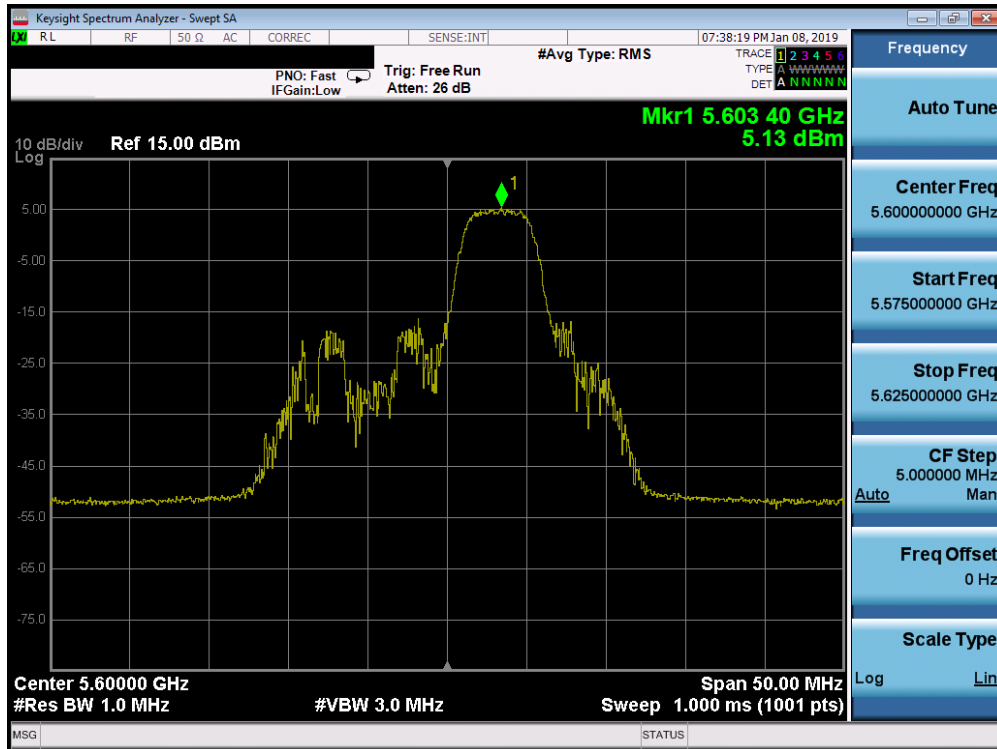 Keysight Spectrum Analyzer - Swept SA
LXI RL RF 50 Ω AC CORREC SENSE:INT 07:38:19 PM Jan 08, 2019
#Avg Type: RMS TRACE 1 2 3 4 5 6
PNO: Fast Trig: Free Run TYPE A WWWWW
IFGain:Low Atten: 26 dB DET A N N N N N
Mkr1 5.603 40 GHz
5.13 dBm
10 dB/div Ref 15.00 dBm
Log
1
5.00
-5.00
-15.0
-25.0
-35.0
-45.0
-55.0
-65.0
-75.0
Center 5.60000 GHz Span 50.00 MHz
#Res BW 1.0 MHz #VBW 3.0 MHz Sweep 1.000 ms (1001 pts)
MSG STATUS
Frequency
Auto Tune
Center Freq
5.600000000 GHz
Start Freq
5.575000000 GHz
Stop Freq
5.625000000 GHz
CF Step
5.000000 MHz
Auto Man
Freq Offset
0 Hz
Scale Type
Log Lin